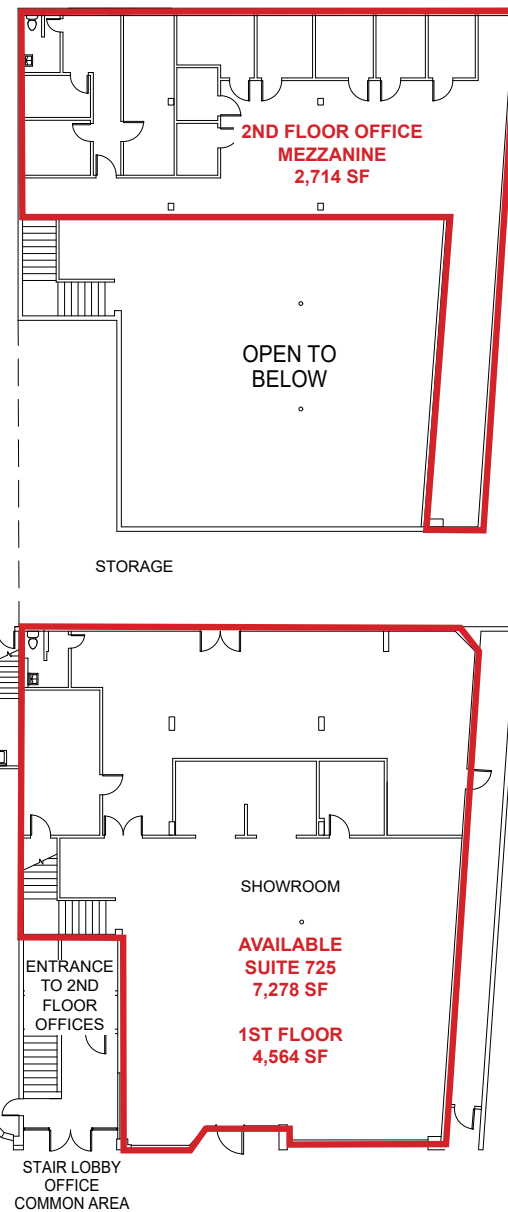 2ND FLOOR OFFICE
MEZZANINE
2,714 SF
OPEN TO
BELOW
STORAGE
SHOWROOM
AVAILABLE
SUITE 725
7,278 SF
1ST FLOOR
4,564 SF
ENTRANCE
TO 2ND
FLOOR
OFFICES
STAIR LOBBY
OFFICE
COMMON AREA